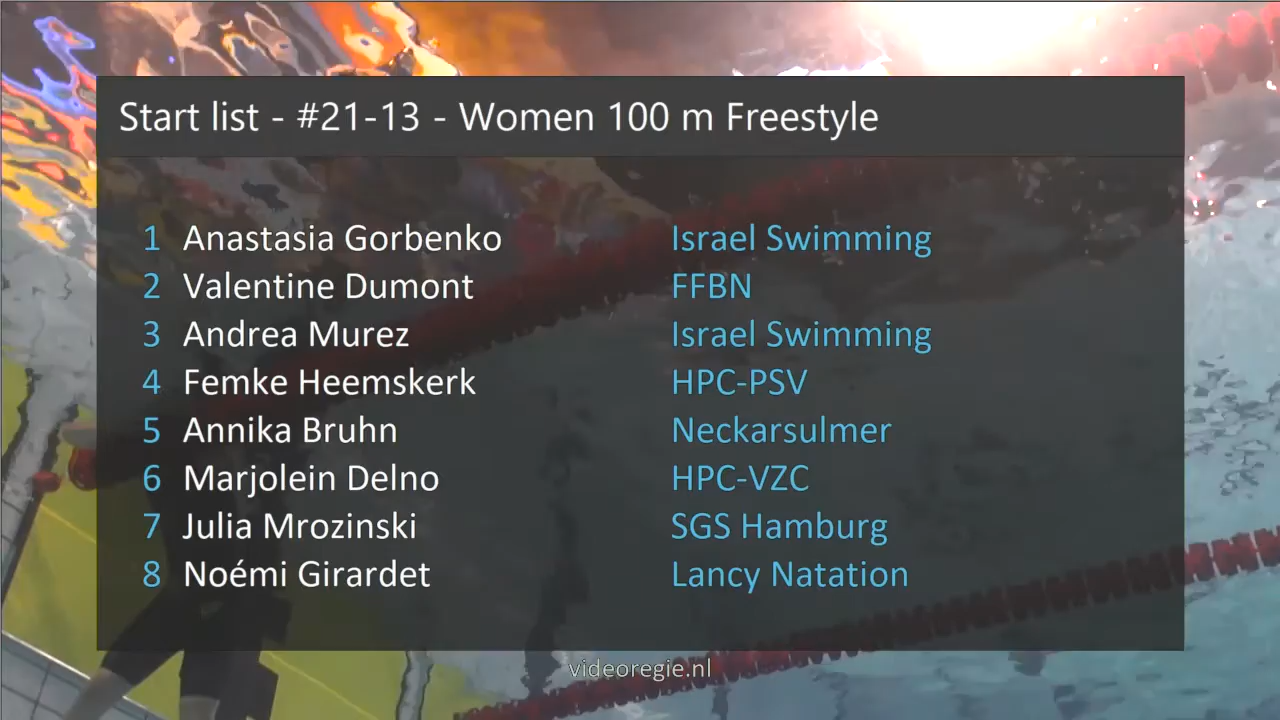 Start list - #21-13 - Women 100 m Freestyle
1 Anastasia Gorbenko Israel Swimming
2 Valentine Dumont FFBN
3 Andrea Murez Israel Swimming
4 Femke Heemskerk HPC-PSV
5 Annika Bruhn Neckarsulmer
6 Marjolein Delno HPC-VZC
7 Julia Mrozinski SGS Hamburg
8 Noémi Girardet Lancy Natation
videoregie.nl